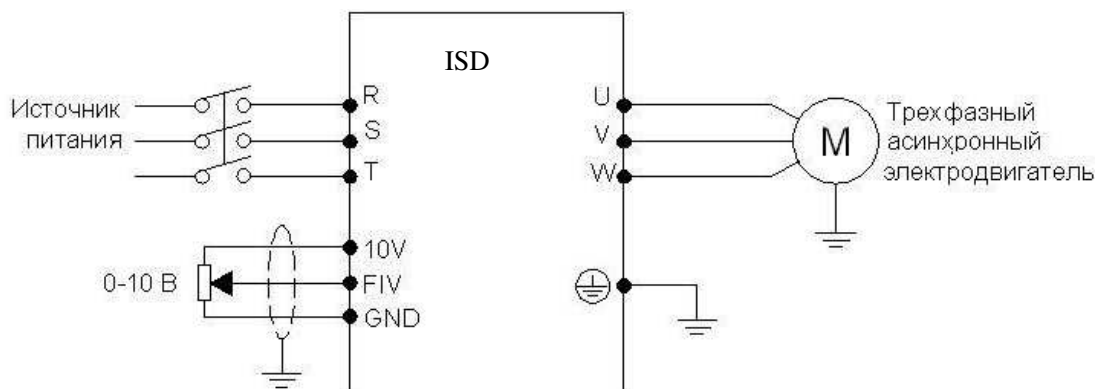 ISD
Источник
питания
R
S
T
10V
FIV
GND
0-10 В
U
V
W
M
Трехфазный
асинхронный
электродвигатель